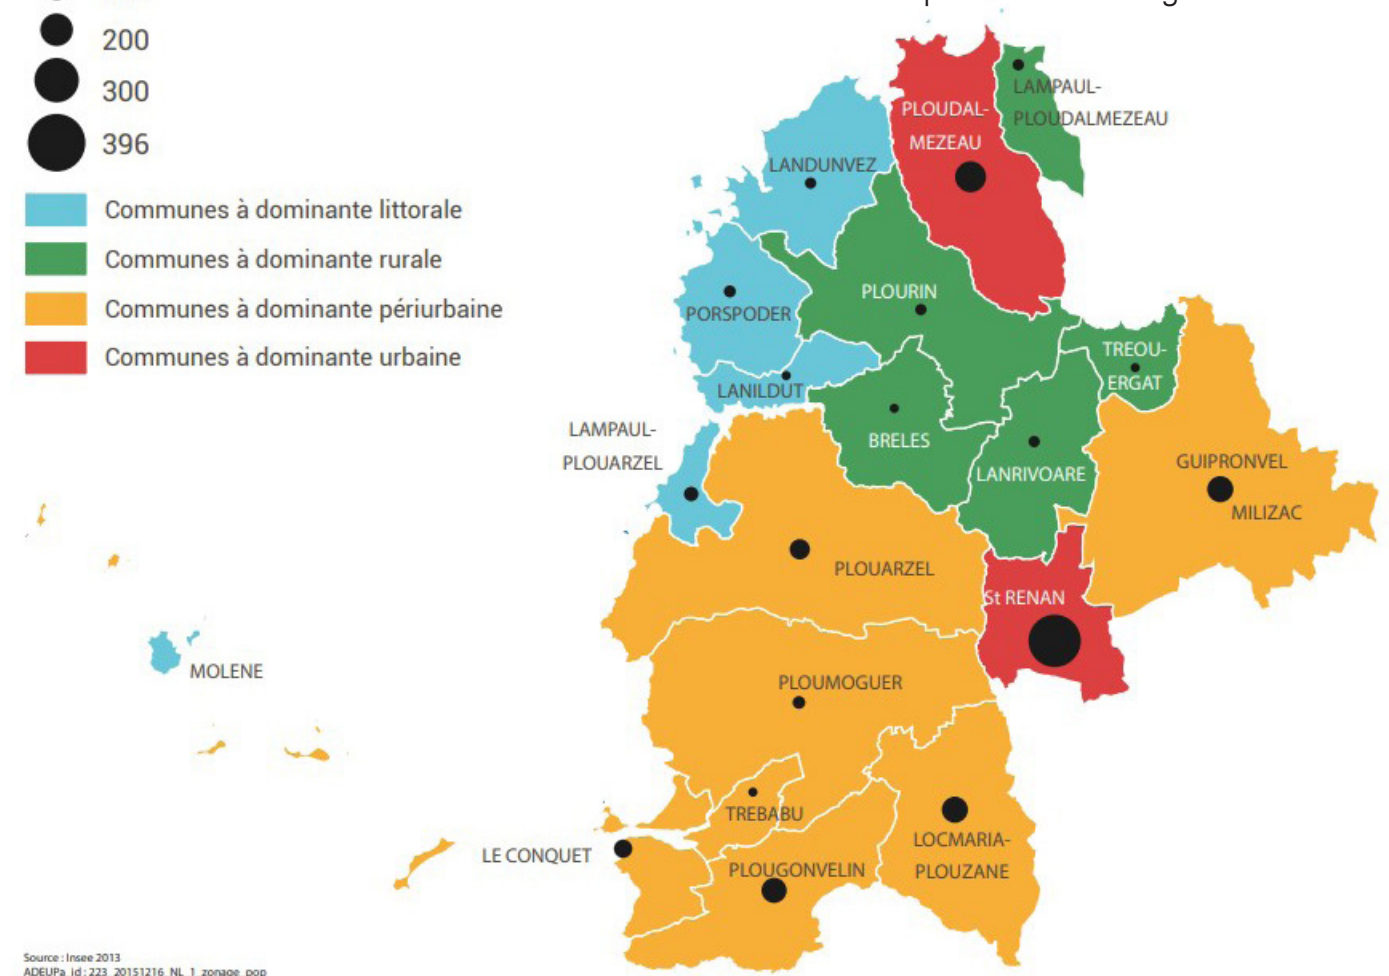 200
300
396
Communes à dominante littorale
Communes à dominante rurale
Communes à dominante périurbaine
Communes à dominante urbaine
LAMPAUL-
PLOUDALMEZEAU
PLOUDAL-
MEZEAU
LANDUNVEZ
PLOURIN
PORSPODER
TREOU-
ERGAT
LANILDUT
LAMPAUL-
PLOUARZEL
BRELES
LANRIVOARE
GUIPRONVEL
MILIZAC
PLOUARZEL
St RENAN
MOLENE
PLOUMOGUER
TREBABU
LE CONQUET
LOCMARIA-
PLOUZANE
PLOUGONVELIN
Source : Insee 2013
ADEUPa_id : 223_20151216_NL_1_zonage_pop